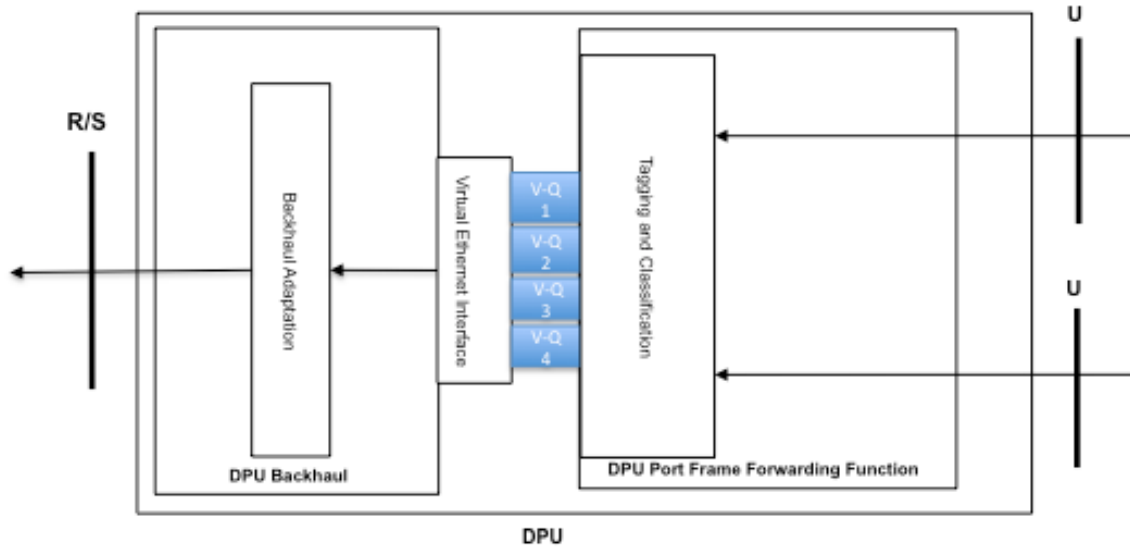 U
R/S
Backhaul Adaptation
Virtual Ethernet Interface
V-Q
1
V-Q
2
V-Q
3
V-Q
4
Tagging and Classification
U
DPU Backhaul
DPU Port Frame Forwarding Function
DPU